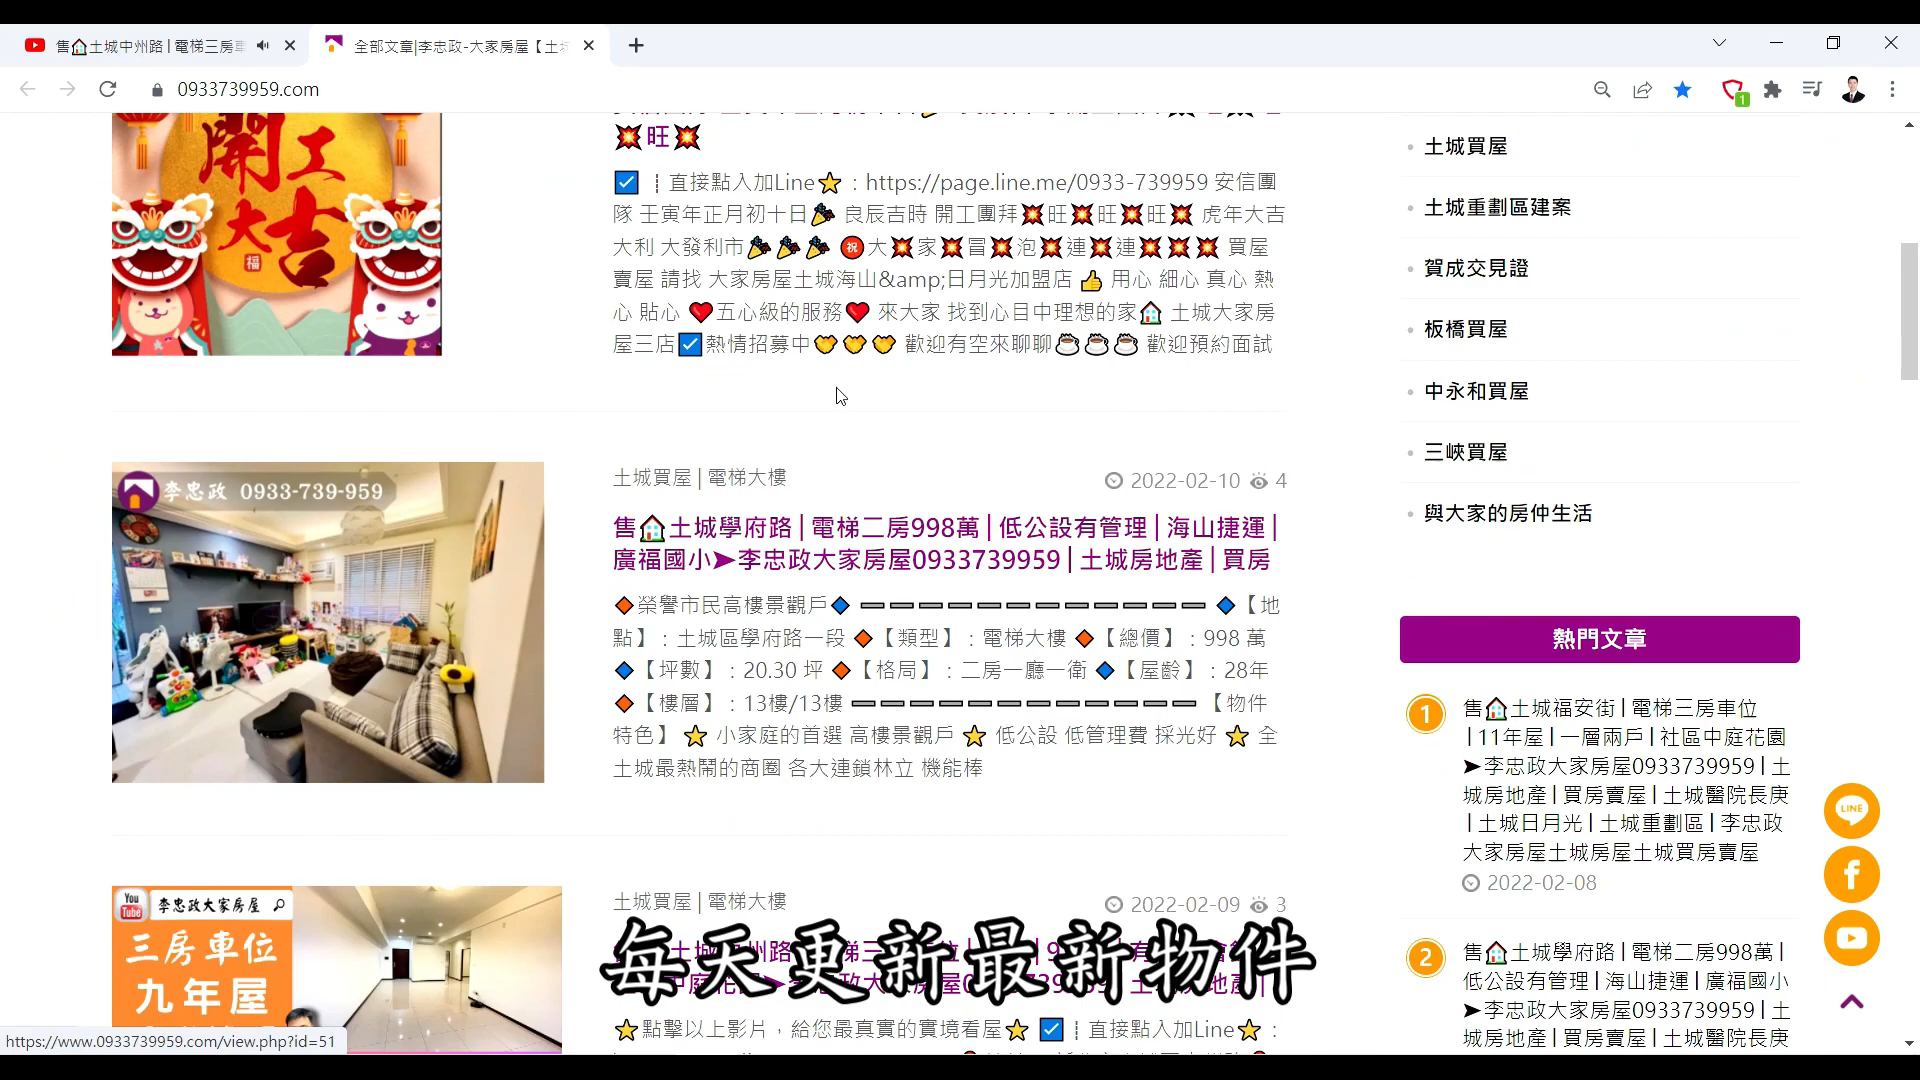 售🏠土城中州路|電梯三房車
全部文章|李忠政-大家房屋【土
0933739959.com
1
開工大吉
福
💥旺💥
☑┆直接點入加Line⭐：https://page.line.me/0933-739959 安信團
隊 壬寅年正月初十日🎉 良辰吉時 開工團拜💥旺💥旺💥旺💥 虎年大吉
大利 大發利市🎉🎉🎉 ㊗大💥家💥冒💥泡💥連💥連💥💥💥 買屋
賣屋 請找 大家房屋土城海山&amp;日月光加盟店 👍 用心 細心 真心 熱
心 貼心 ❤五心級的服務❤ 來大家 找到心目中理想的家🏠 土城大家房
屋三店☑熱情招募中🤝🤝🤝 歡迎有空來聊聊☕☕☕ 歡迎預約面試
李忠政 0933-739-959
土城買屋|電梯大樓
2022-02-10 4
售🏠土城學府路|電梯二房998萬|低公設有管理|海山捷運|
廣福國小➤李忠政大家房屋0933739959|土城房地產|買房
🔶榮譽市民高樓景觀戶🔷 ➖➖➖➖➖➖➖➖➖➖➖➖ 🔷【地
點】：土城區學府路一段 🔶【類型】：電梯大樓 🔶【總價】：998 萬
🔷【坪數】：20.30 坪 🔶【格局】：二房一廳一衛 🔷【屋齡】：28年
🔶【樓層】：13樓/13樓 ➖➖➖➖➖➖➖➖➖➖➖➖ 【物件
特色】 ⭐ 小家庭的首選 高樓景觀戶 ⭐ 低公設 低管理費 採光好 ⭐ 全
土城最熱鬧的商圈 各大連鎖林立 機能棒
You Tube 李忠政大家房屋
三房車位
九年屋
土城買屋|電梯大樓
2022-02-09 3
每天更新最新物件
⭐點擊以上影片，給您最真實的實境看屋⭐ ☑┆直接點入加Line⭐：
https://www.0933739959.com/view.php?id=51
土城買屋
土城重劃區建案
賀成交見證
板橋買屋
中永和買屋
三峽買屋
與大家的房仲生活
熱門文章
1
售🏠土城福安街|電梯三房車位
|11年屋|一層兩戶|社區中庭花園
➤李忠政大家房屋0933739959|土
城房地產|買房賣屋|土城醫院長庚
|土城日月光|土城重劃區|李忠政
大家房屋土城房屋土城買房賣屋
2022-02-08
2
售🏠土城學府路|電梯二房998萬|
低公設有管理|海山捷運|廣福國小
➤李忠政大家房屋0933739959|土
城房地產|買房賣屋|土城醫院長庚
LINE